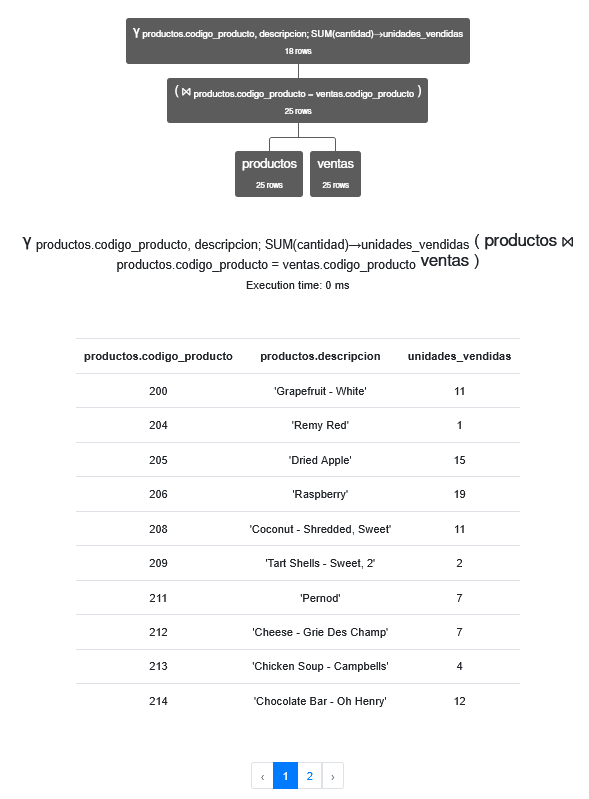 γ productos.codigo_producto, descripcion; SUM(cantidad)→unidades_vendidas
18 rows
( ⋈ productos.codigo_producto = ventas.codigo_producto )
25 rows
productos ventas
25 rows 25 rows
γ productos.codigo_producto, descripcion; SUM(cantidad)→unidades_vendidas ( productos ⋈
productos.codigo_producto = ventas.codigo_producto ventas )
Execution time: 0 ms
productos.codigo_producto productos.descripcion unidades_vendidas
200 'Grapefruit - White' 11
204 'Remy Red' 1
205 'Dried Apple' 15
206 'Raspberry' 19
208 'Coconut - Shredded, Sweet' 11
209 'Tart Shells - Sweet, 2' 2
211 'Pernod' 7
212 'Cheese - Grie Des Champ' 7
213 'Chicken Soup - Campbells' 4
214 'Chocolate Bar - Oh Henry' 12
‹ 1 2 ›